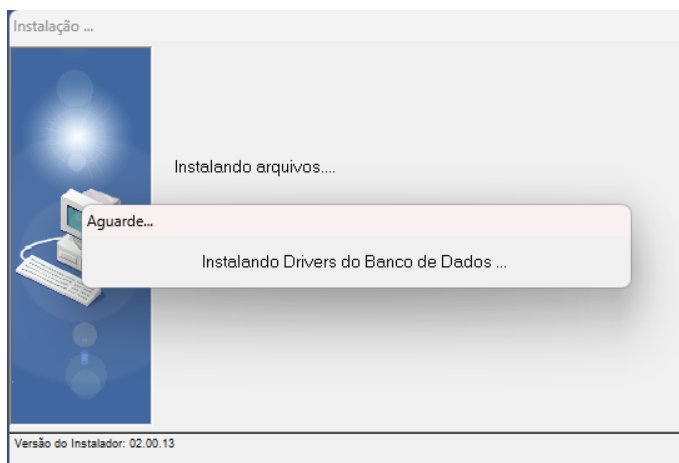 Instalação ...
Instalando arquivos....
Aguarde...
Instalando Drivers do Banco de Dados ...
Versão do Instalador: 02.00.13